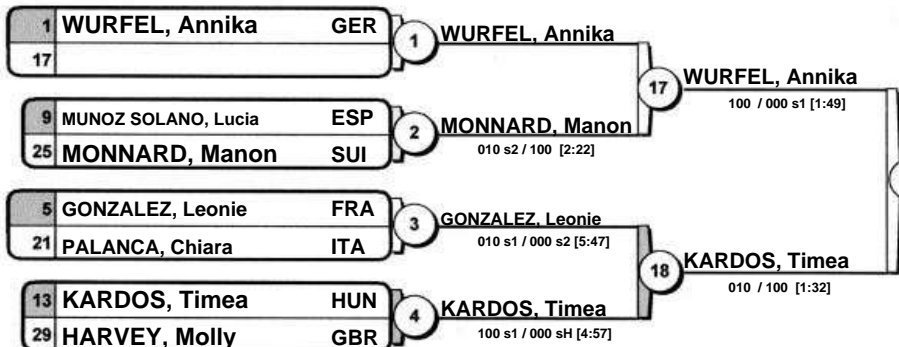 1 WURFEL, Annika GER
17
1 WURFEL, Annika
9 MUNOZ SOLANO, Lucia ESP
25 MONNARD, Manon SUI
2 MONNARD, Manon
010 s2 / 100 [2:22]
17 WURFEL, Annika
100 / 000 s1 [1:49]
5 GONZALEZ, Leonie FRA
21 PALANCA, Chiara ITA
3 GONZALEZ, Leonie
010 s1 / 000 s2 [5:47]
13 KARDOS, Timea HUN
29 HARVEY, Molly GBR
4 KARDOS, Timea
100 s1 / 000 sH [4:57]
18 KARDOS, Timea
010 / 100 [1:32]